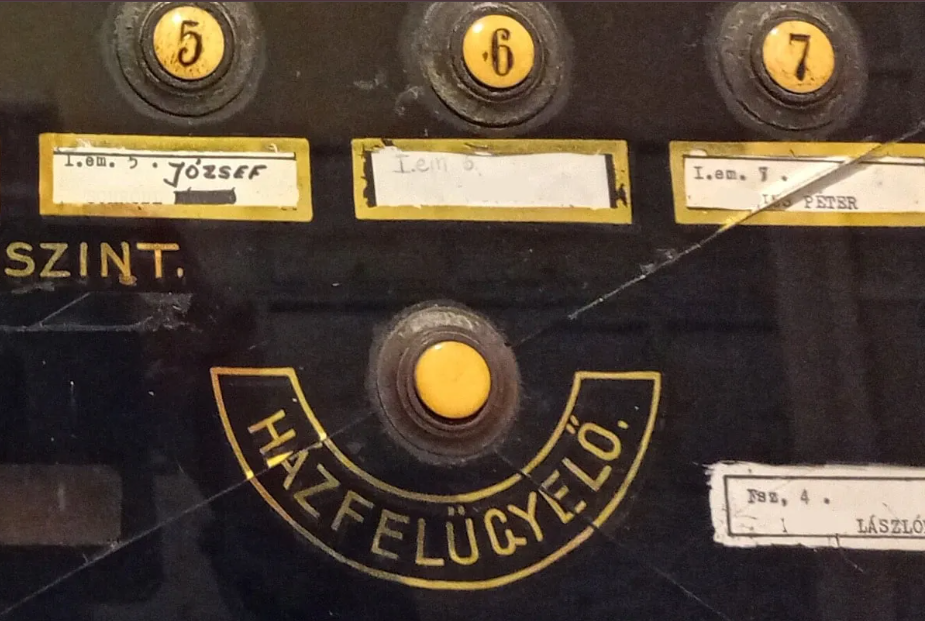 5
6
7
I.em. 5. JÓZSEF
I.em 6.
I.em. 7.
PÉTER
SZINT.
HÁZFELÜGYELŐ.
Fsz, 4.
LÁSZLÓ